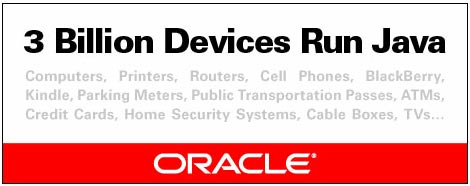 3 Billion Devices Run Java
Computers, Printers, Routers, Cell Phones, BlackBerry,
Kindle, Parking Meters, Public Transportation Passes, ATMs,
Credit Cards, Home Security Systems, Cable Boxes, TVs...
ORACLE®